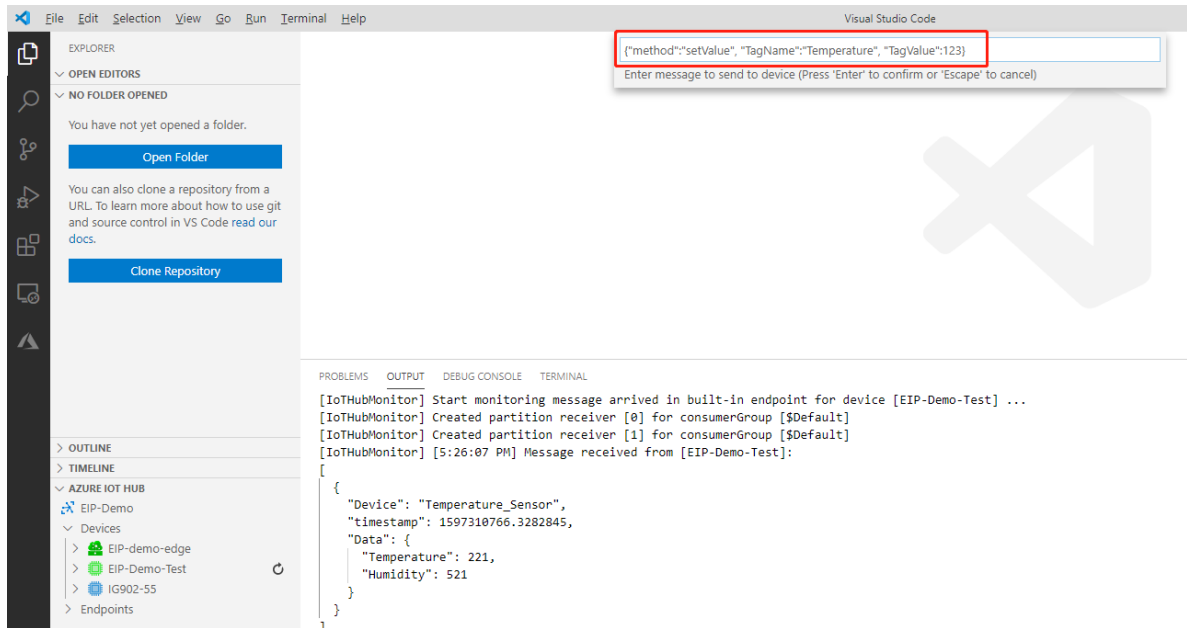 File Edit Selection View Go Run Terminal Help
Visual Studio Code
EXPLORER
OPEN EDITORS
NO FOLDER OPENED
You have not yet opened a folder.
Open Folder
You can also clone a repository from a
URL. To learn more about how to use git
and source control in VS Code read our
docs.
Clone Repository
OUTLINE
TIMELINE
AZURE IOT HUB
EIP-Demo
Devices
EIP-demo-edge
EIP-Demo-Test
IG902-55
Endpoints
{"method":"setValue", "TagName":"Temperature", "TagValue":123}
Enter message to send to device (Press 'Enter' to confirm or 'Escape' to cancel)
PROBLEMS OUTPUT DEBUG CONSOLE TERMINAL
[IoTHubMonitor] Start monitoring message arrived in built-in endpoint for device [EIP-Demo-Test] ...
[IoTHubMonitor] Created partition receiver [0] for consumerGroup [$Default]
[IoTHubMonitor] Created partition receiver [1] for consumerGroup [$Default]
[IoTHubMonitor] [5:26:07 PM] Message received from [EIP-Demo-Test]:
[
{
"Device": "Temperature_Sensor",
"timestamp": 1597310766.3282845,
"Data": {
"Temperature": 221,
"Humidity": 521
}
}
]